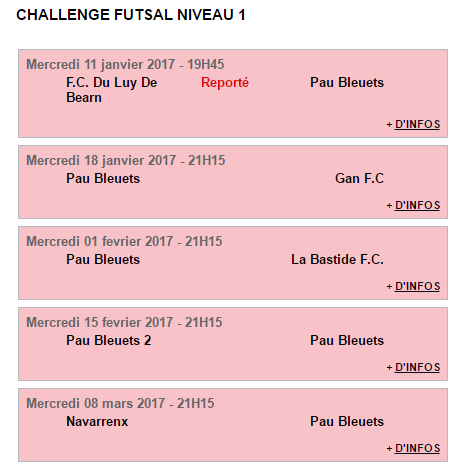 CHALLENGE FUTSAL NIVEAU 1
Mercredi 11 janvier 2017 - 19H45
F.C. Du Luy De Reporté Pau Bleuets
Bearn
+ D'INFOS
Mercredi 18 janvier 2017 - 21H15
Pau Bleuets Gan F.C
+ D'INFOS
Mercredi 01 fevrier 2017 - 21H15
Pau Bleuets La Bastide F.C.
+ D'INFOS
Mercredi 15 fevrier 2017 - 21H15
Pau Bleuets 2 Pau Bleuets
+ D'INFOS
Mercredi 08 mars 2017 - 21H15
Navarrenx Pau Bleuets
+ D'INFOS